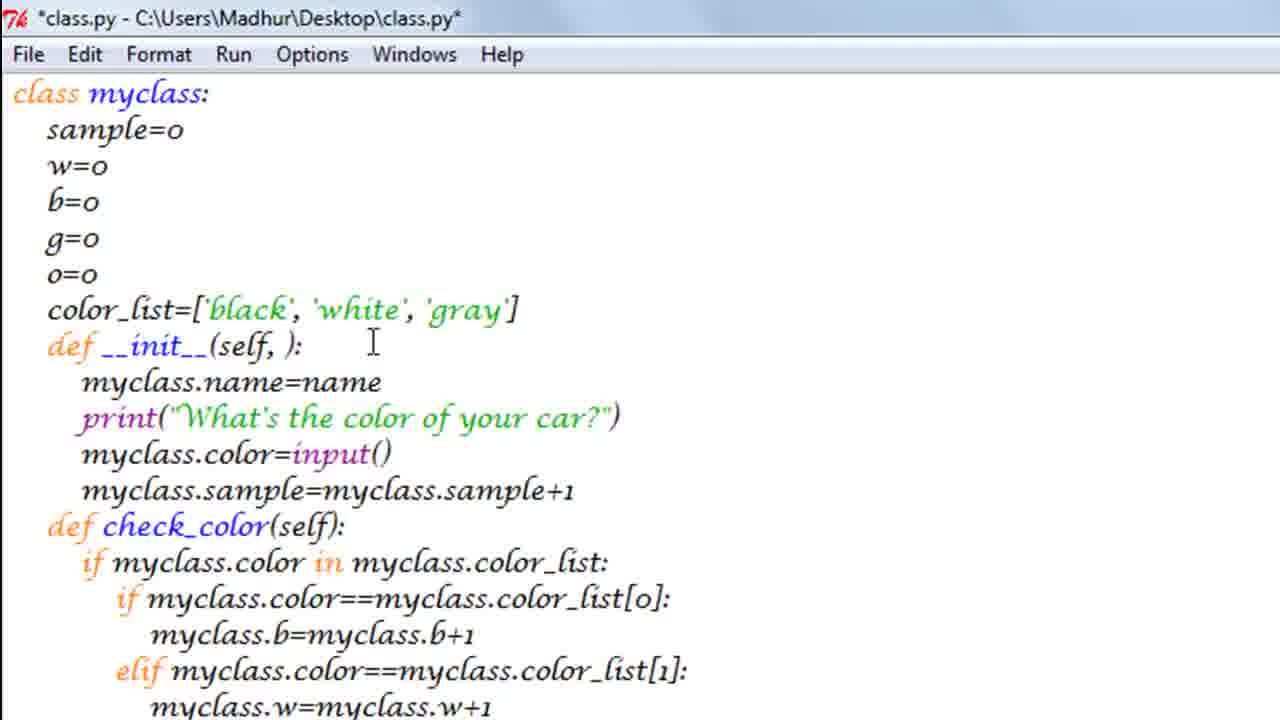 *class.py - C:\Users\Madhur\Desktop\class.py*
File Edit Format Run Options Windows Help
class myclass:
    sample=0
    w=0
    b=0
    g=0
    o=0
    color_list=['black', 'white', 'gray']
    def __init__(self, ):
        myclass.name=name
        print("What's the color of your car?")
        myclass.color=input()
        myclass.sample=myclass.sample+1
    def check_color(self):
        if myclass.color in myclass.color_list:
            if myclass.color==myclass.color_list[0]:
                myclass.b=myclass.b+1
            elif myclass.color==myclass.color_list[1]:
                myclass.w=myclass.w+1